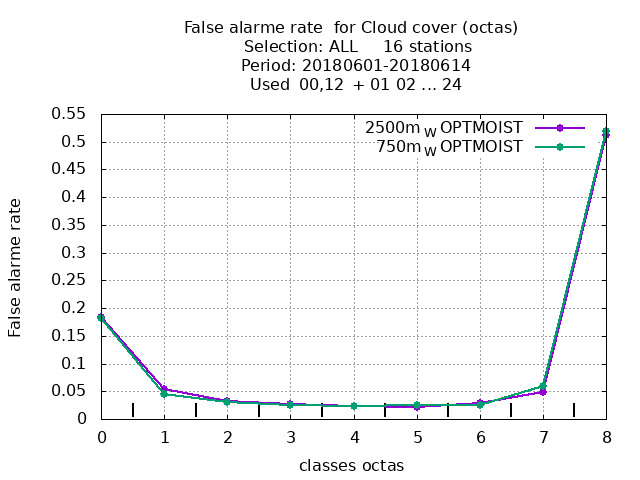 False alarme rate  for Cloud cover (octas)
Selection: ALL     16 stations
Period: 20180601-20180614
Used  00,12  + 01 02 ... 24
2500m W OPTMOIST
750m W OPTMOIST
0.55
0.5
0.45
0.4
0.35
0.3
0.25
0.2
0.15
0.1
0.05
0
False alarme rate
0 1 2 3 4 5 6 7 8
classes octas